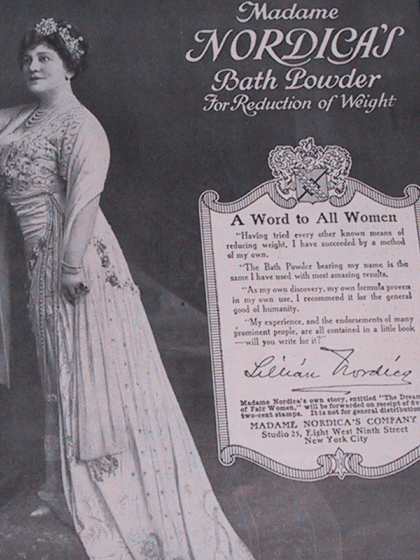 Madame
NORDICA'S
Bath Powder
For Reduction of Weight
A Word to All Women
"Having tried every other known means of
reducing weight, I have succeeded by a method
of my own.
"The Bath Powder bearing my name is the
same I have used with most amazing results.
"As my own discovery, my own formula proven
in my own use, I recommend it for the general
good of humanity.
"My experience, and the endorsements of many
prominent people, are all contained in a little book
—will you write for it?"
Lillian Nordica
Madame Nordica's own story, entitled "The Dream
of Fair Women," will be forwarded on receipt of
two-cent stamps. It is not for general distribution
MADAME NORDICA'S COMPANY
Studio 25, Eight West Ninth Street
New York City